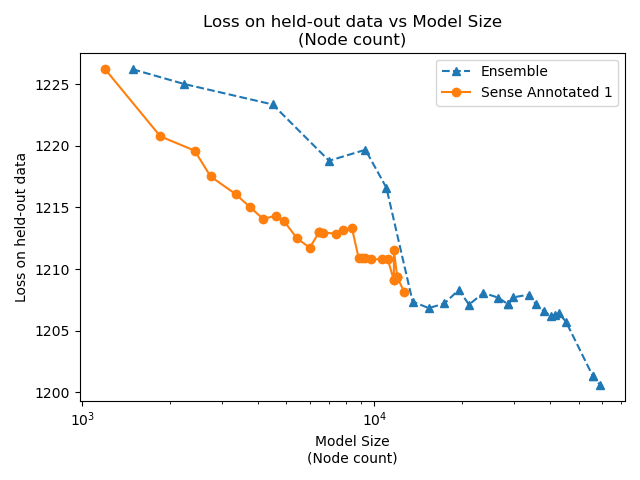 Loss on held-out data vs Model Size
(Node count)
Ensemble
Sense Annotated 1
Loss on held-out data
1225
1220
1215
1210
1205
1200
10³
10⁴
Model Size
(Node count)